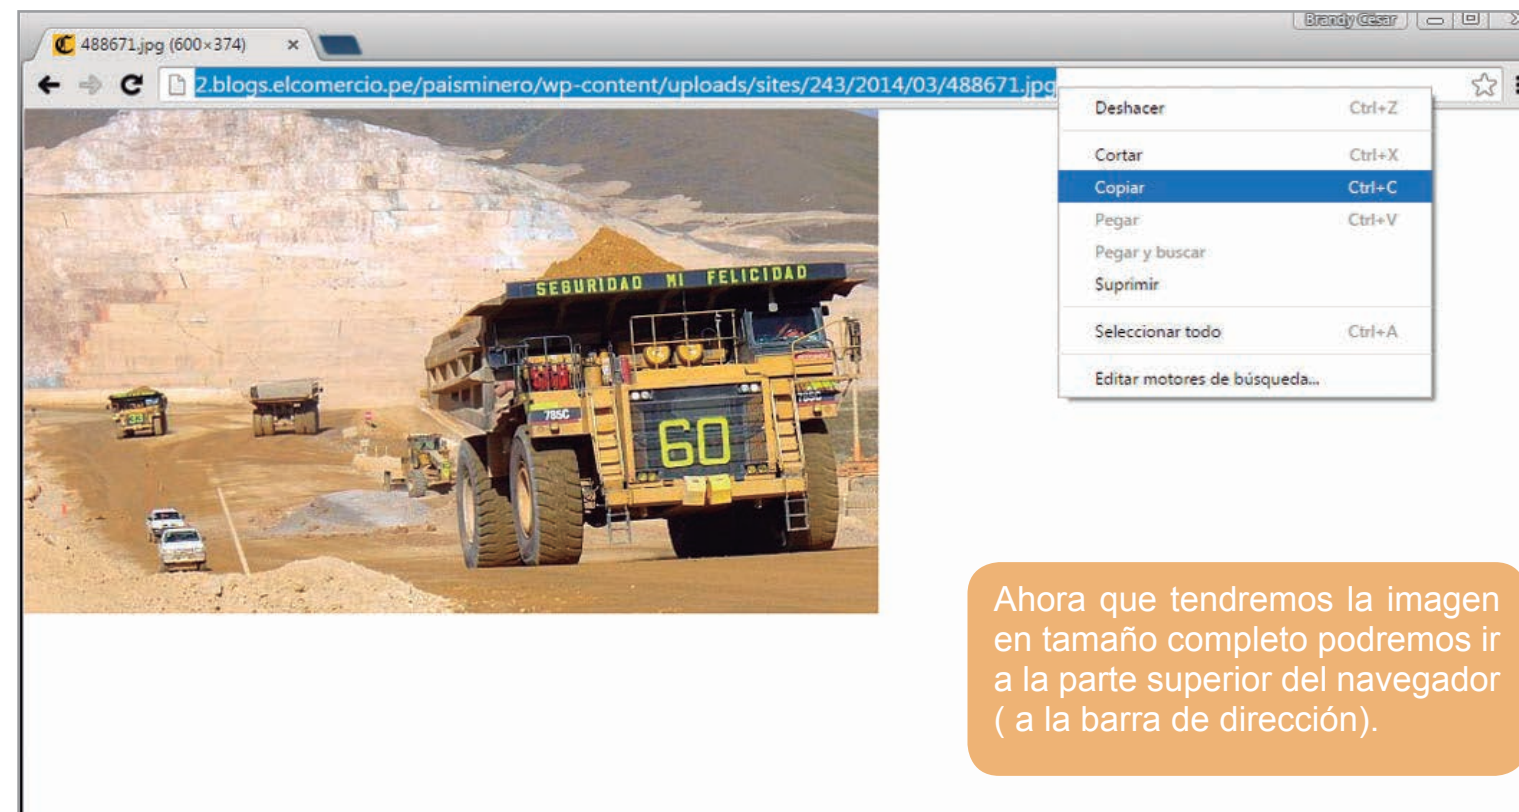 Brandy César
488671.jpg (600×374)
2.blogs.elcomercio.pe/paisminero/wp-content/uploads/sites/243/2014/03/488671.jpg
Deshacer Ctrl+Z
Cortar Ctrl+X
Copiar Ctrl+C
Pegar Ctrl+V
Pegar y buscar
Suprimir
Seleccionar todo Ctrl+A
Editar motores de búsqueda...
SEGURIDAD MI FELICIDAD
785C
785C
60
33
Ahora que tendremos la imagen
en tamaño completo podremos ir
a la parte superior del navegador
( a la barra de dirección).